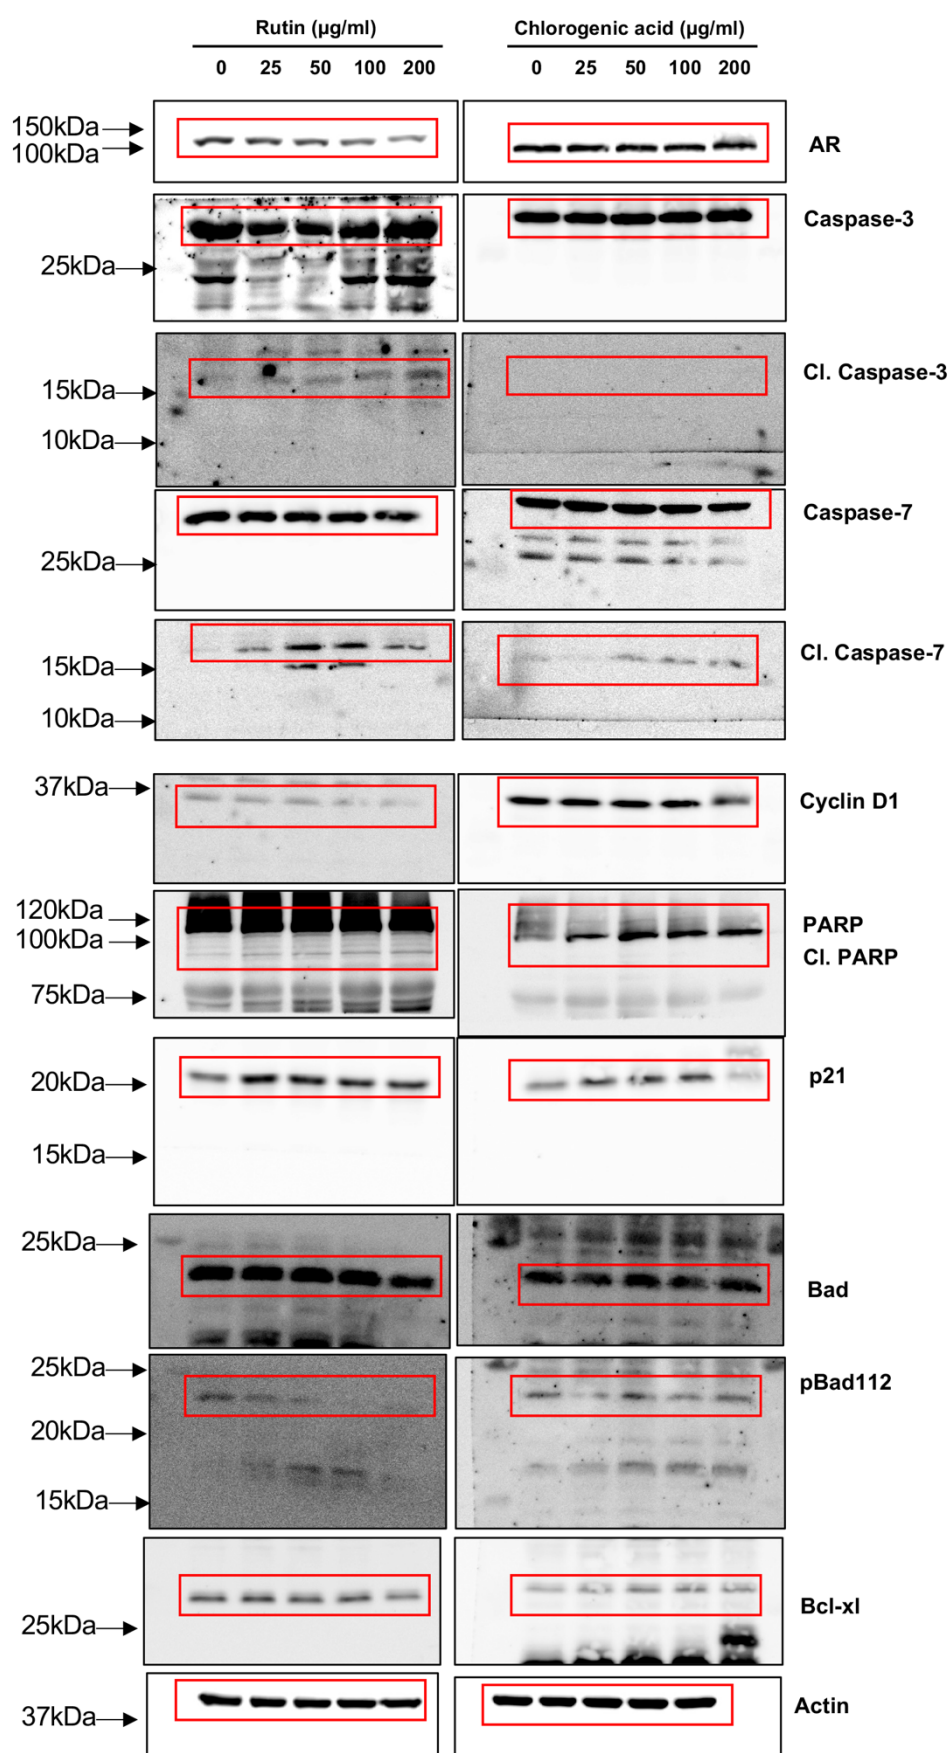 Rutin (µg/ml) Chlorogenic acid (µg/ml)
0 25 50 100 200 0 25 50 100 200
150kDa
100kDa
AR
Caspase-3
25kDa
Cl. Caspase-3
15kDa
10kDa
Caspase-7
25kDa
Cl. Caspase-7
15kDa
10kDa
37kDa
Cyclin D1
120kDa
PARP
100kDa
Cl. PARP
75kDa
p21
20kDa
15kDa
25kDa
Bad
25kDa
pBad112
20kDa
15kDa
Bcl-xl
25kDa
Actin
37kDa